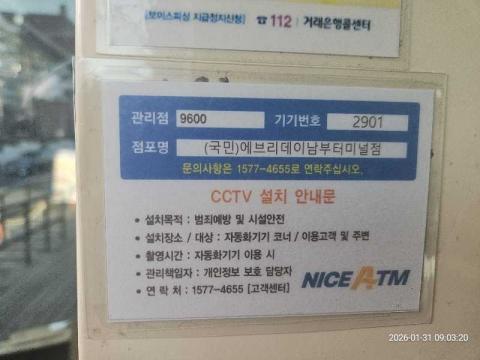 [보이스피싱 지급정지신청] ☎ 112 | 거래은행콜센터
관리점 9600 기기번호 2901
점포명 (국민)에브리데이남부터미널점
문의사항은 1577-4655로 연락주십시오.
CCTV 설치 안내문
• 설치목적 : 범죄예방 및 시설안전
• 설치장소 / 대상 : 자동화기기 코너 / 이용고객 및 주변
• 촬영시간 : 자동화기기 이용 시
• 관리책임자 : 개인정보 보호 담당자
• 연 락 처 : 1577-4655 [고객센터]
NICE ATM
2026-01-31 09:03:20